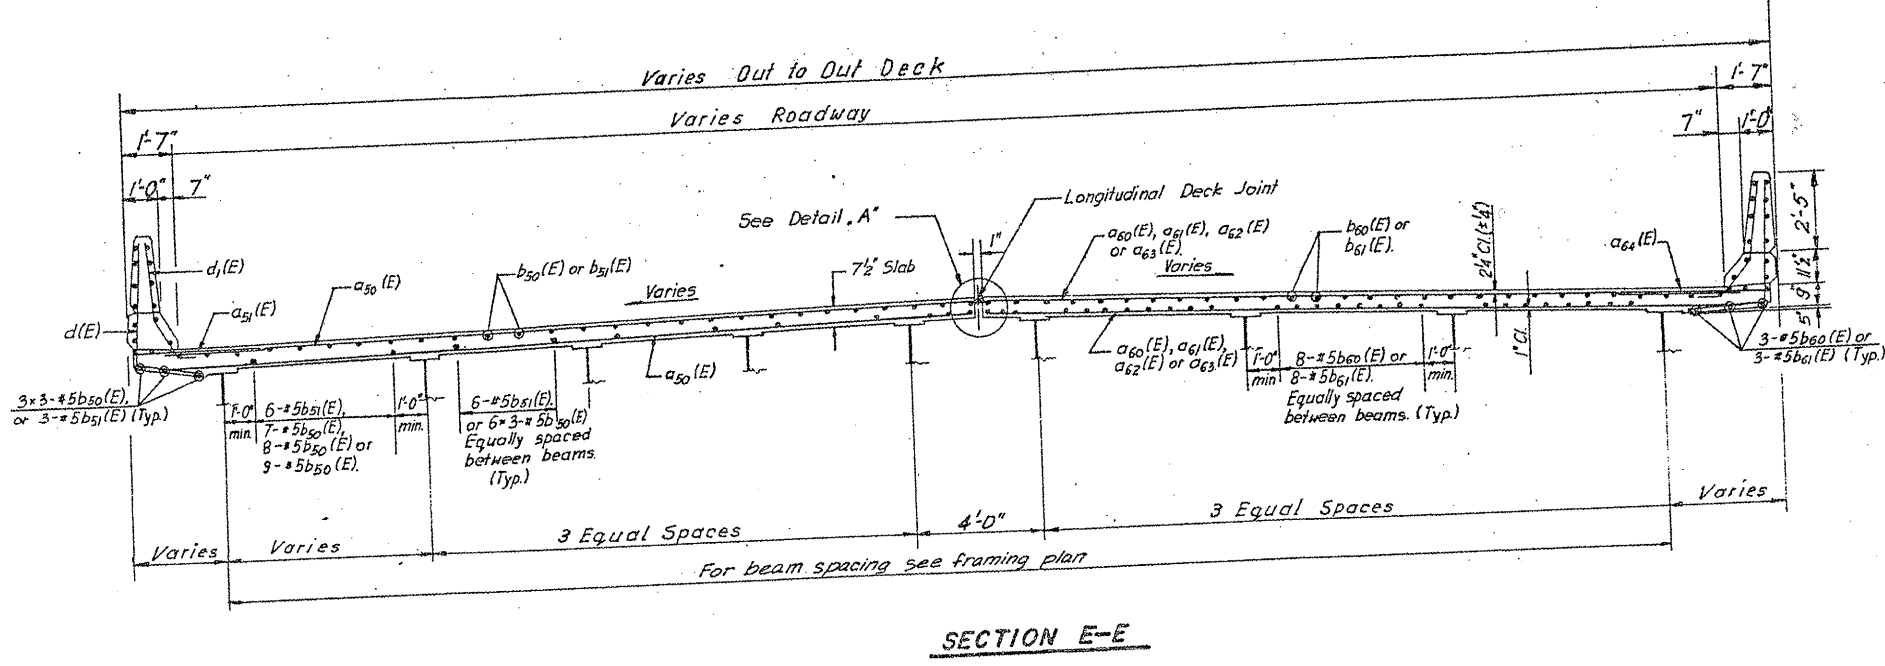 Varies Out to Out Deck
1'-7"
Varies Roadway
7"
1'-0"
1'-7"
1'-0"
7"
Longitudinal Deck Joint
See Detail "A"
1"
a60(E), a61(E), a62(E)
or a63(E).
b60(E) or
b61(E).
2¼" Cl.(±¼")
a64(E)
2'-5"
11½"
9"
5"
Varies
d1(E)
a50(E)
b50(E) or b51(E)
7½" Slab
Varies
a51(E)
d(E)
a50(E)
a60(E), a61(E),
a62(E) or a63(E)
1" Cl.
3-#5b60(E) or
3-#5b61(E) (Typ.)
3×3-#5b50(E),
or 3-#5b51(E) (Typ.)
1'-0"
min.
6-#5b51(E),
7-#5b50(E),
8-#5b50(E) or
9-#5b50(E).
1'-0"
min.
6-#5b51(E).
or 6×3-#5b50(E)
Equally spaced
between beams.
(Typ.)
1'-0"
min
8-#5b60(E) or
8-#5b61(E).
Equally spaced
between beams. (Typ.)
1'-0"
min.
Varies
Varies
3 Equal Spaces
4'-0"
3 Equal Spaces
Varies
For beam spacing see framing plan
SECTION E-E